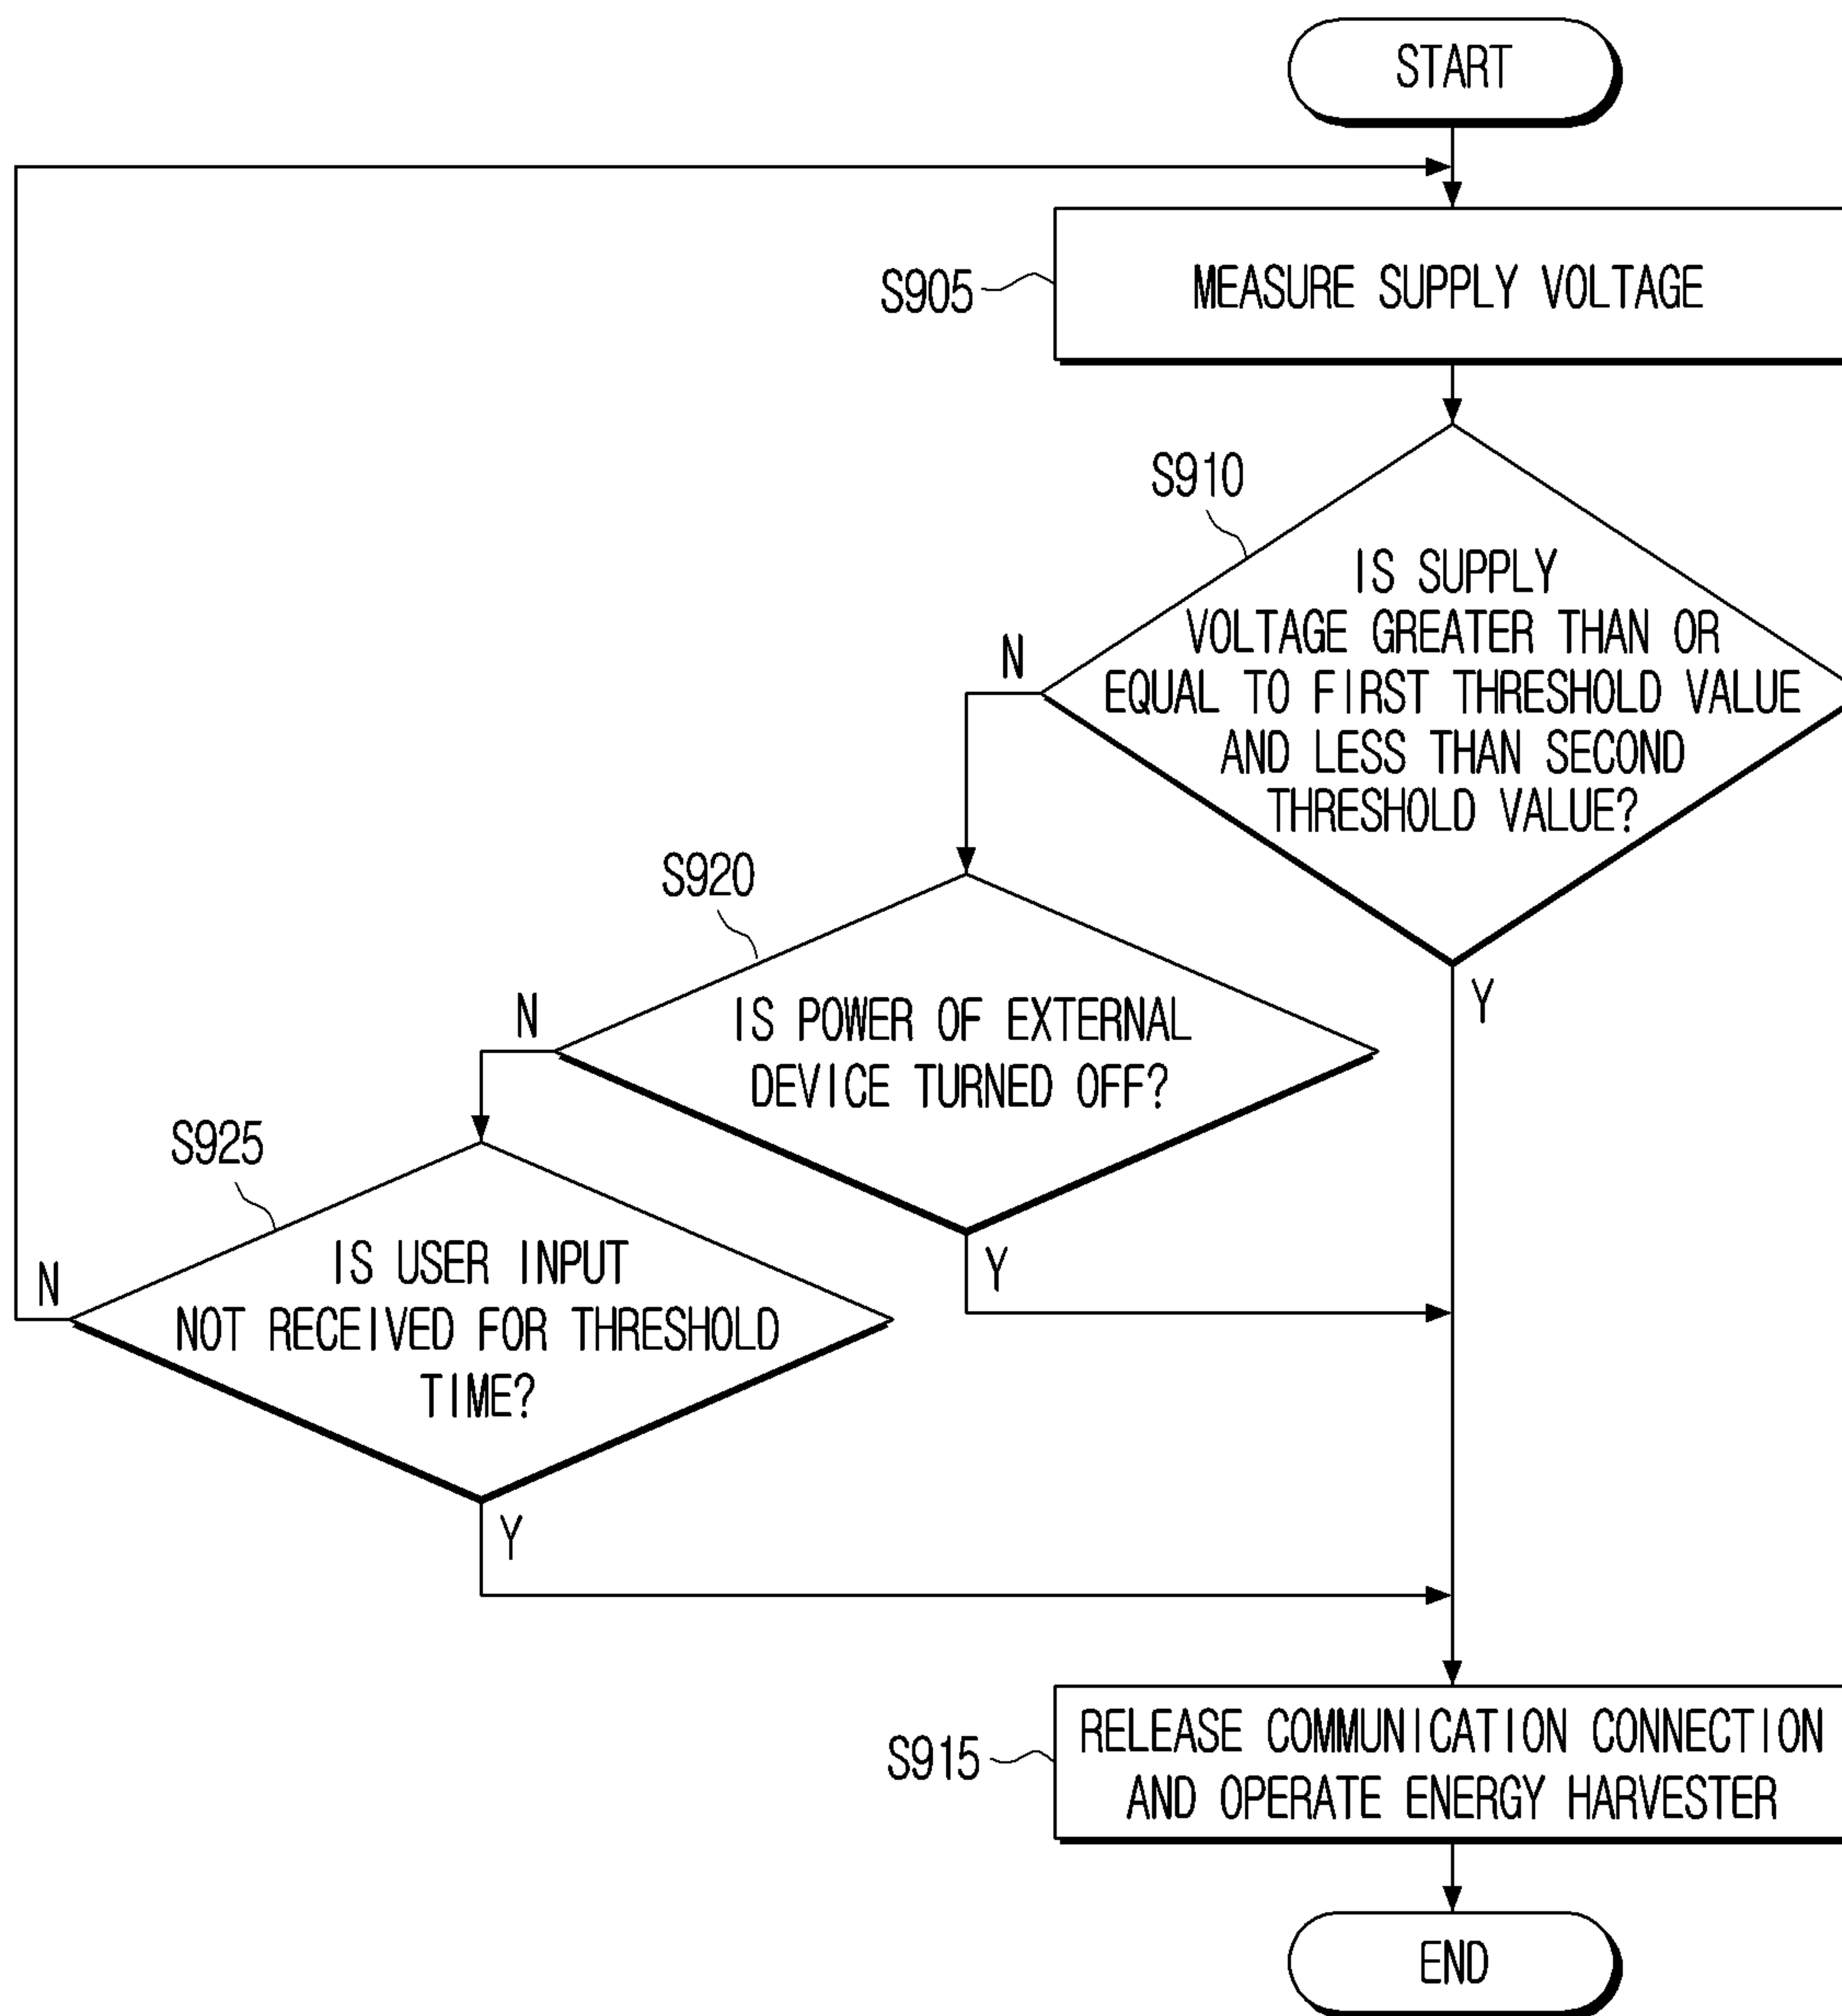 START
S905
MEASURE SUPPLY VOLTAGE
S910
IS SUPPLY
VOLTAGE GREATER THAN OR
EQUAL TO FIRST THRESHOLD VALUE
AND LESS THAN SECOND
THRESHOLD VALUE?
N
Y
S920
IS POWER OF EXTERNAL
DEVICE TURNED OFF?
N
Y
S925
IS USER INPUT
NOT RECEIVED FOR THRESHOLD
TIME?
N
Y
S915
RELEASE COMMUNICATION CONNECTION
AND OPERATE ENERGY HARVESTER
END